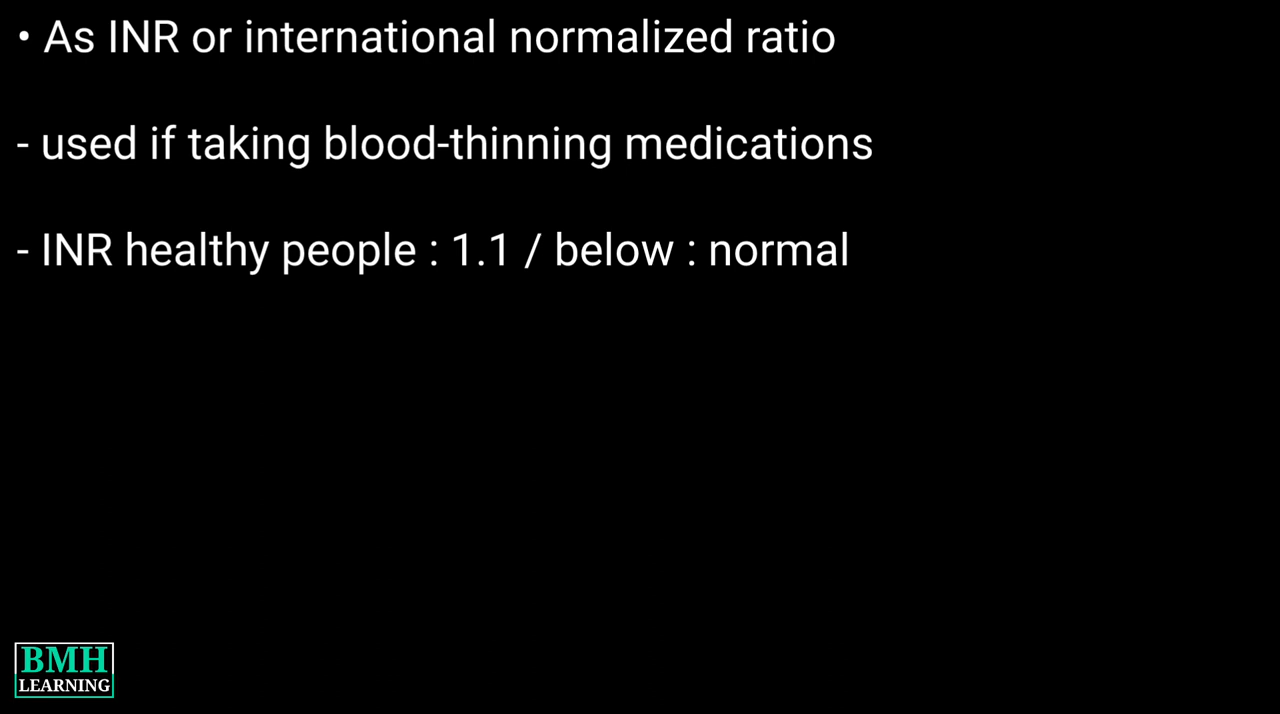 • As INR or international normalized ratio
- used if taking blood-thinning medications
- INR healthy people : 1.1 / below : normal
BMH
LEARNING